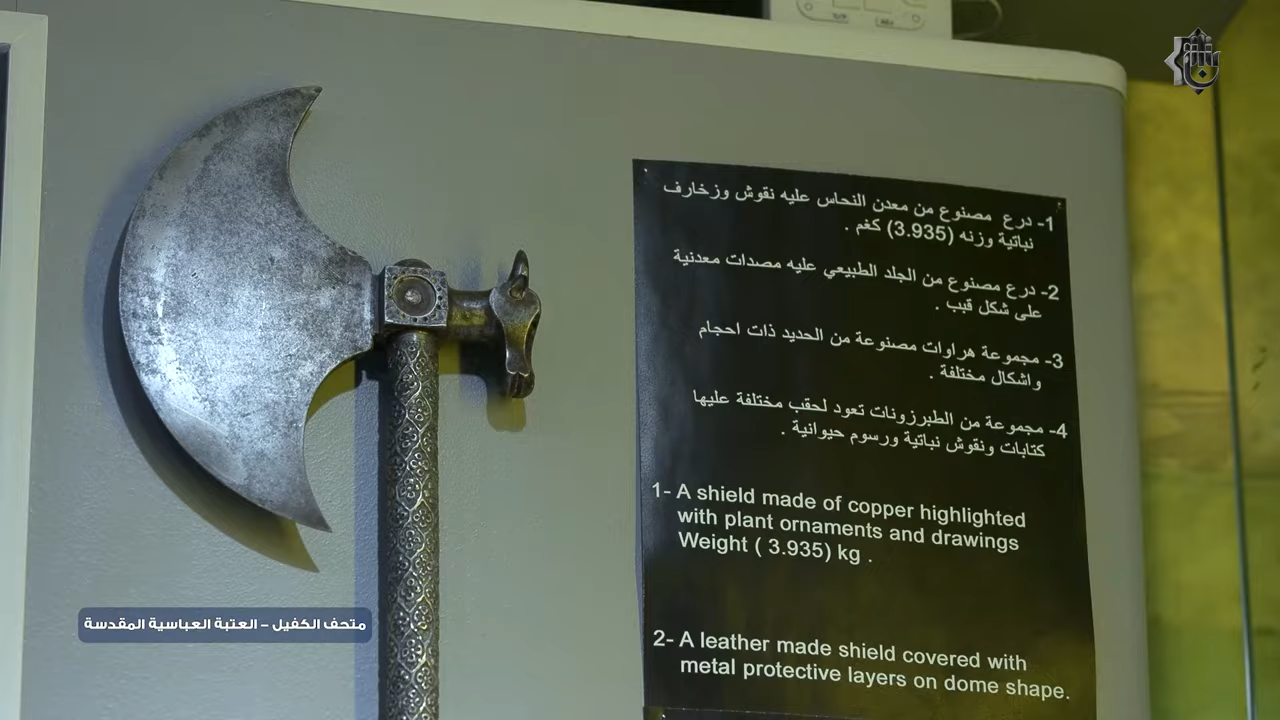 1- درع مصنوع من معدن النحاس عليه نقوش وزخارف
نباتية وزنه (3.935) كغم .
2- درع مصنوع من الجلد الطبيعي عليه مصدات معدنية
على شكل قبب .
3- مجموعة هراوات مصنوعة من الحديد ذات احجام
واشكال مختلفة .
4- مجموعة من الطبرزونات تعود لحقب مختلفة عليها
كتابات ونقوش نباتية ورسوم حيوانية .
1- A shield made of copper highlighted
with plant ornaments and drawings
Weight ( 3.935) kg .
2- A leather made shield covered with
metal protective layers on dome shape.
متحف الكفيل - العتبة العباسية المقدسة